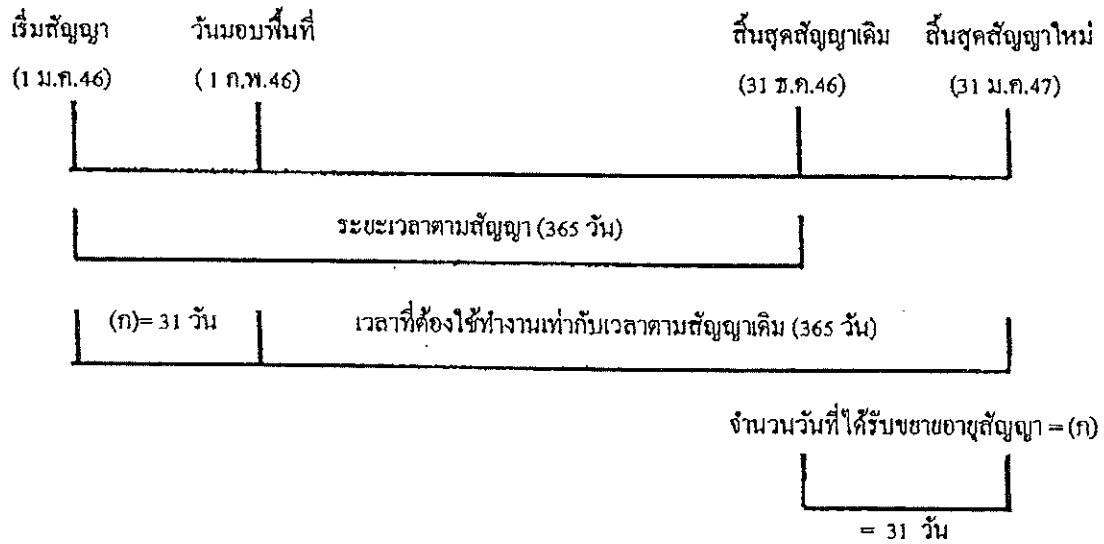 เริ่มสัญญา วันมอบพื้นที่ สิ้นสุดสัญญาเดิม สิ้นสุดสัญญาใหม่
(1 ม.ค.46) ( 1 ก.พ.46) (31 ธ.ค.46) (31 ม.ค.47)
ระยะเวลาตามสัญญา (365 วัน)
(ก)= 31 วัน เวลาที่ต้องใช้ทำงานเท่ากับเวลาตามสัญญาเดิม (365 วัน)
จำนวนวันที่ได้รับขยายอายุสัญญา = (ก)
= 31 วัน